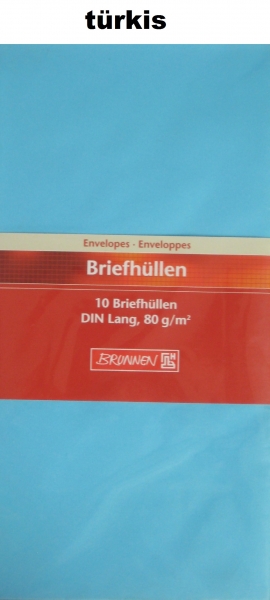 türkis
Envelopes - Enveloppes
Briefhüllen
10 Briefhüllen
DIN Lang, 80 g/m²
BRUNNEN